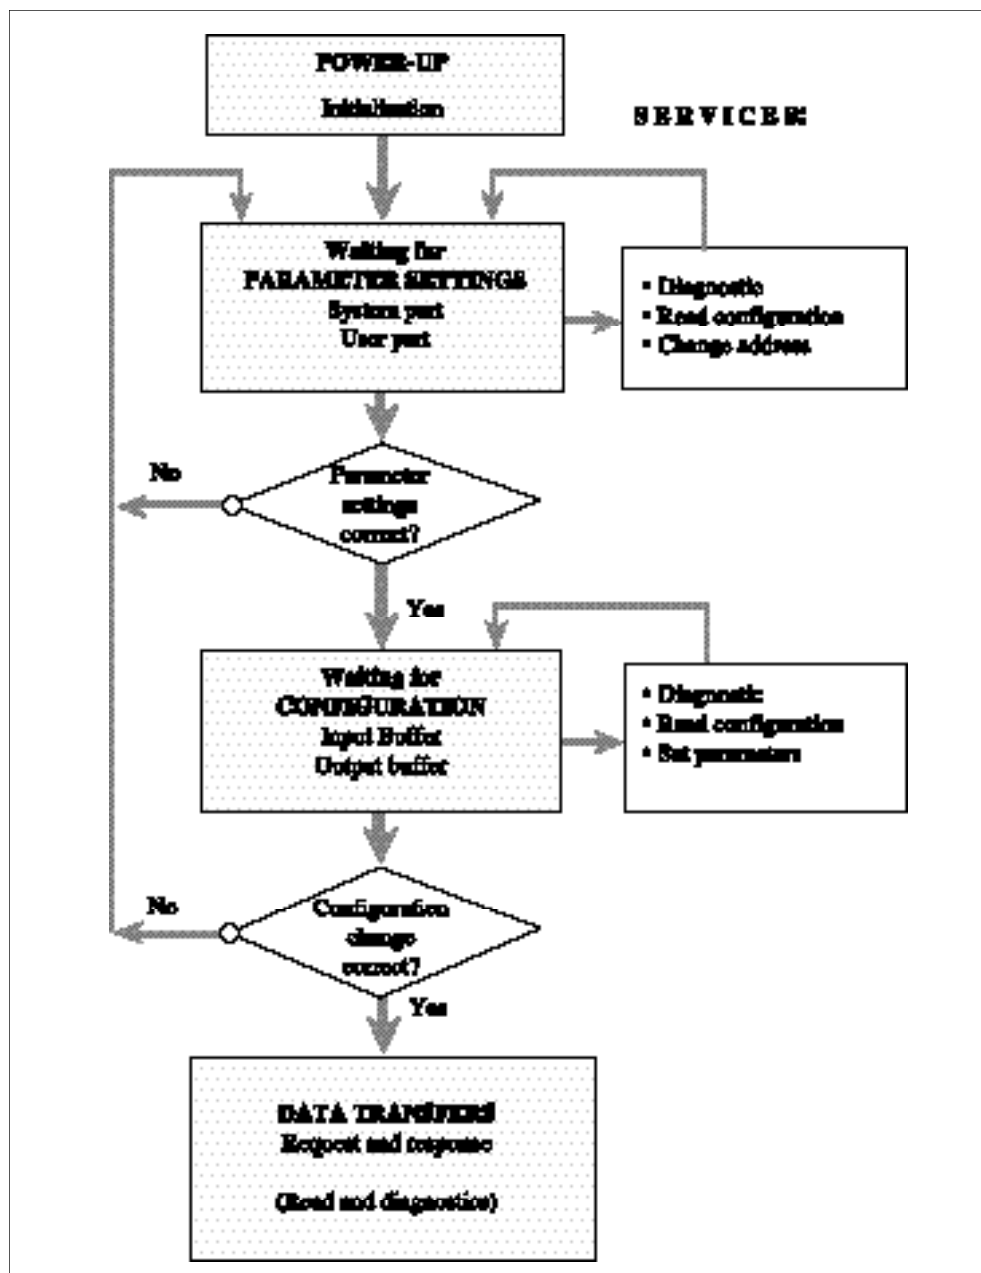 POWER-UP
Initialisation
SERVICES:
Waiting for
PARAMETER SETTINGS
System part
User part
• Diagnostic
• Read configuration
• Change address
No
Parameter
settings
correct?
Yes
Waiting for
CONFIGURATION
Input Buffer
Output buffer
• Diagnostic
• Read configuration
• Set parameters
No
Configuration
change
correct?
Yes
DATA TRANSFERS
Request and response
(Read and diagnostics)